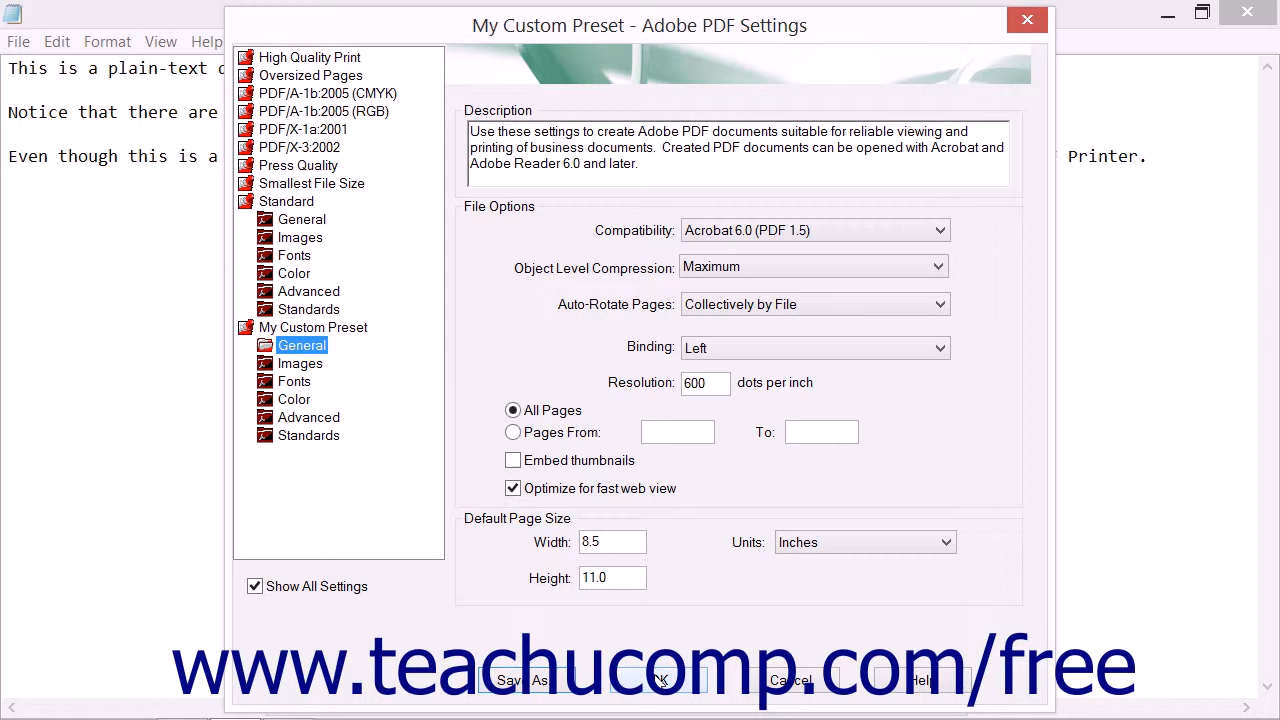 My Custom Preset - Adobe PDF Settings
File Edit Format View Help
This is a plain-text
Notice that there are
Even though this is a
Printer.
High Quality Print
Oversized Pages
PDF/A-1b:2005 (CMYK)
PDF/A-1b:2005 (RGB)
PDF/X-1a:2001
PDF/X-3:2002
Press Quality
Smallest File Size
Standard
General
Images
Fonts
Color
Advanced
Standards
My Custom Preset
General
Images
Fonts
Color
Advanced
Standards
Show All Settings
Description
Use these settings to create Adobe PDF documents suitable for reliable viewing and
printing of business documents. Created PDF documents can be opened with Acrobat and
Adobe Reader 6.0 and later.
File Options
Compatibility: Acrobat 6.0 (PDF 1.5)
Object Level Compression: Maximum
Auto-Rotate Pages: Collectively by File
Binding: Left
Resolution: 600 dots per inch
All Pages
Pages From: To:
Embed thumbnails
Optimize for fast web view
Default Page Size
Width: 8.5 Units: Inches
Height: 11.0
Save As OK Cancel Help
www.teachucomp.com/free